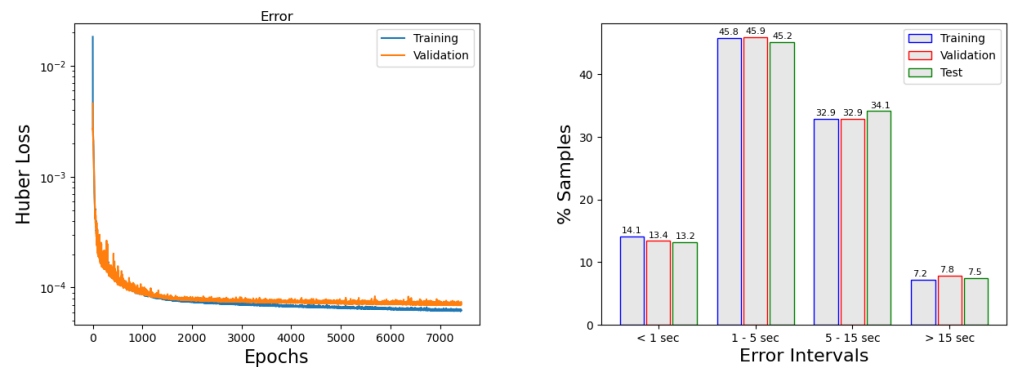 Error
Training
Validation
10⁻²
10⁻³
10⁻⁴
Huber Loss
0 1000 2000 3000 4000 5000 6000 7000
Epochs
Training
Validation
Test
45.8 45.9 45.2
32.9 32.9 34.1
14.1 13.4 13.2
7.2 7.8 7.5
40
30
20
10
0
% Samples
< 1 sec 1 - 5 sec 5 - 15 sec > 15 sec
Error Intervals